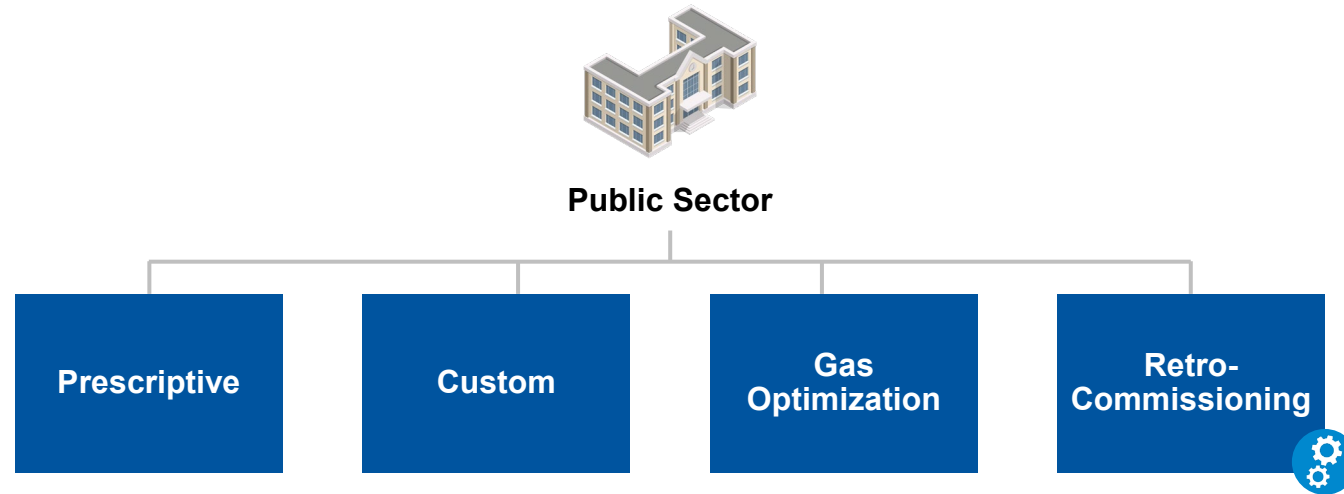 Public Sector
Prescriptive
Custom
Gas
Optimization
Retro-
Commissioning